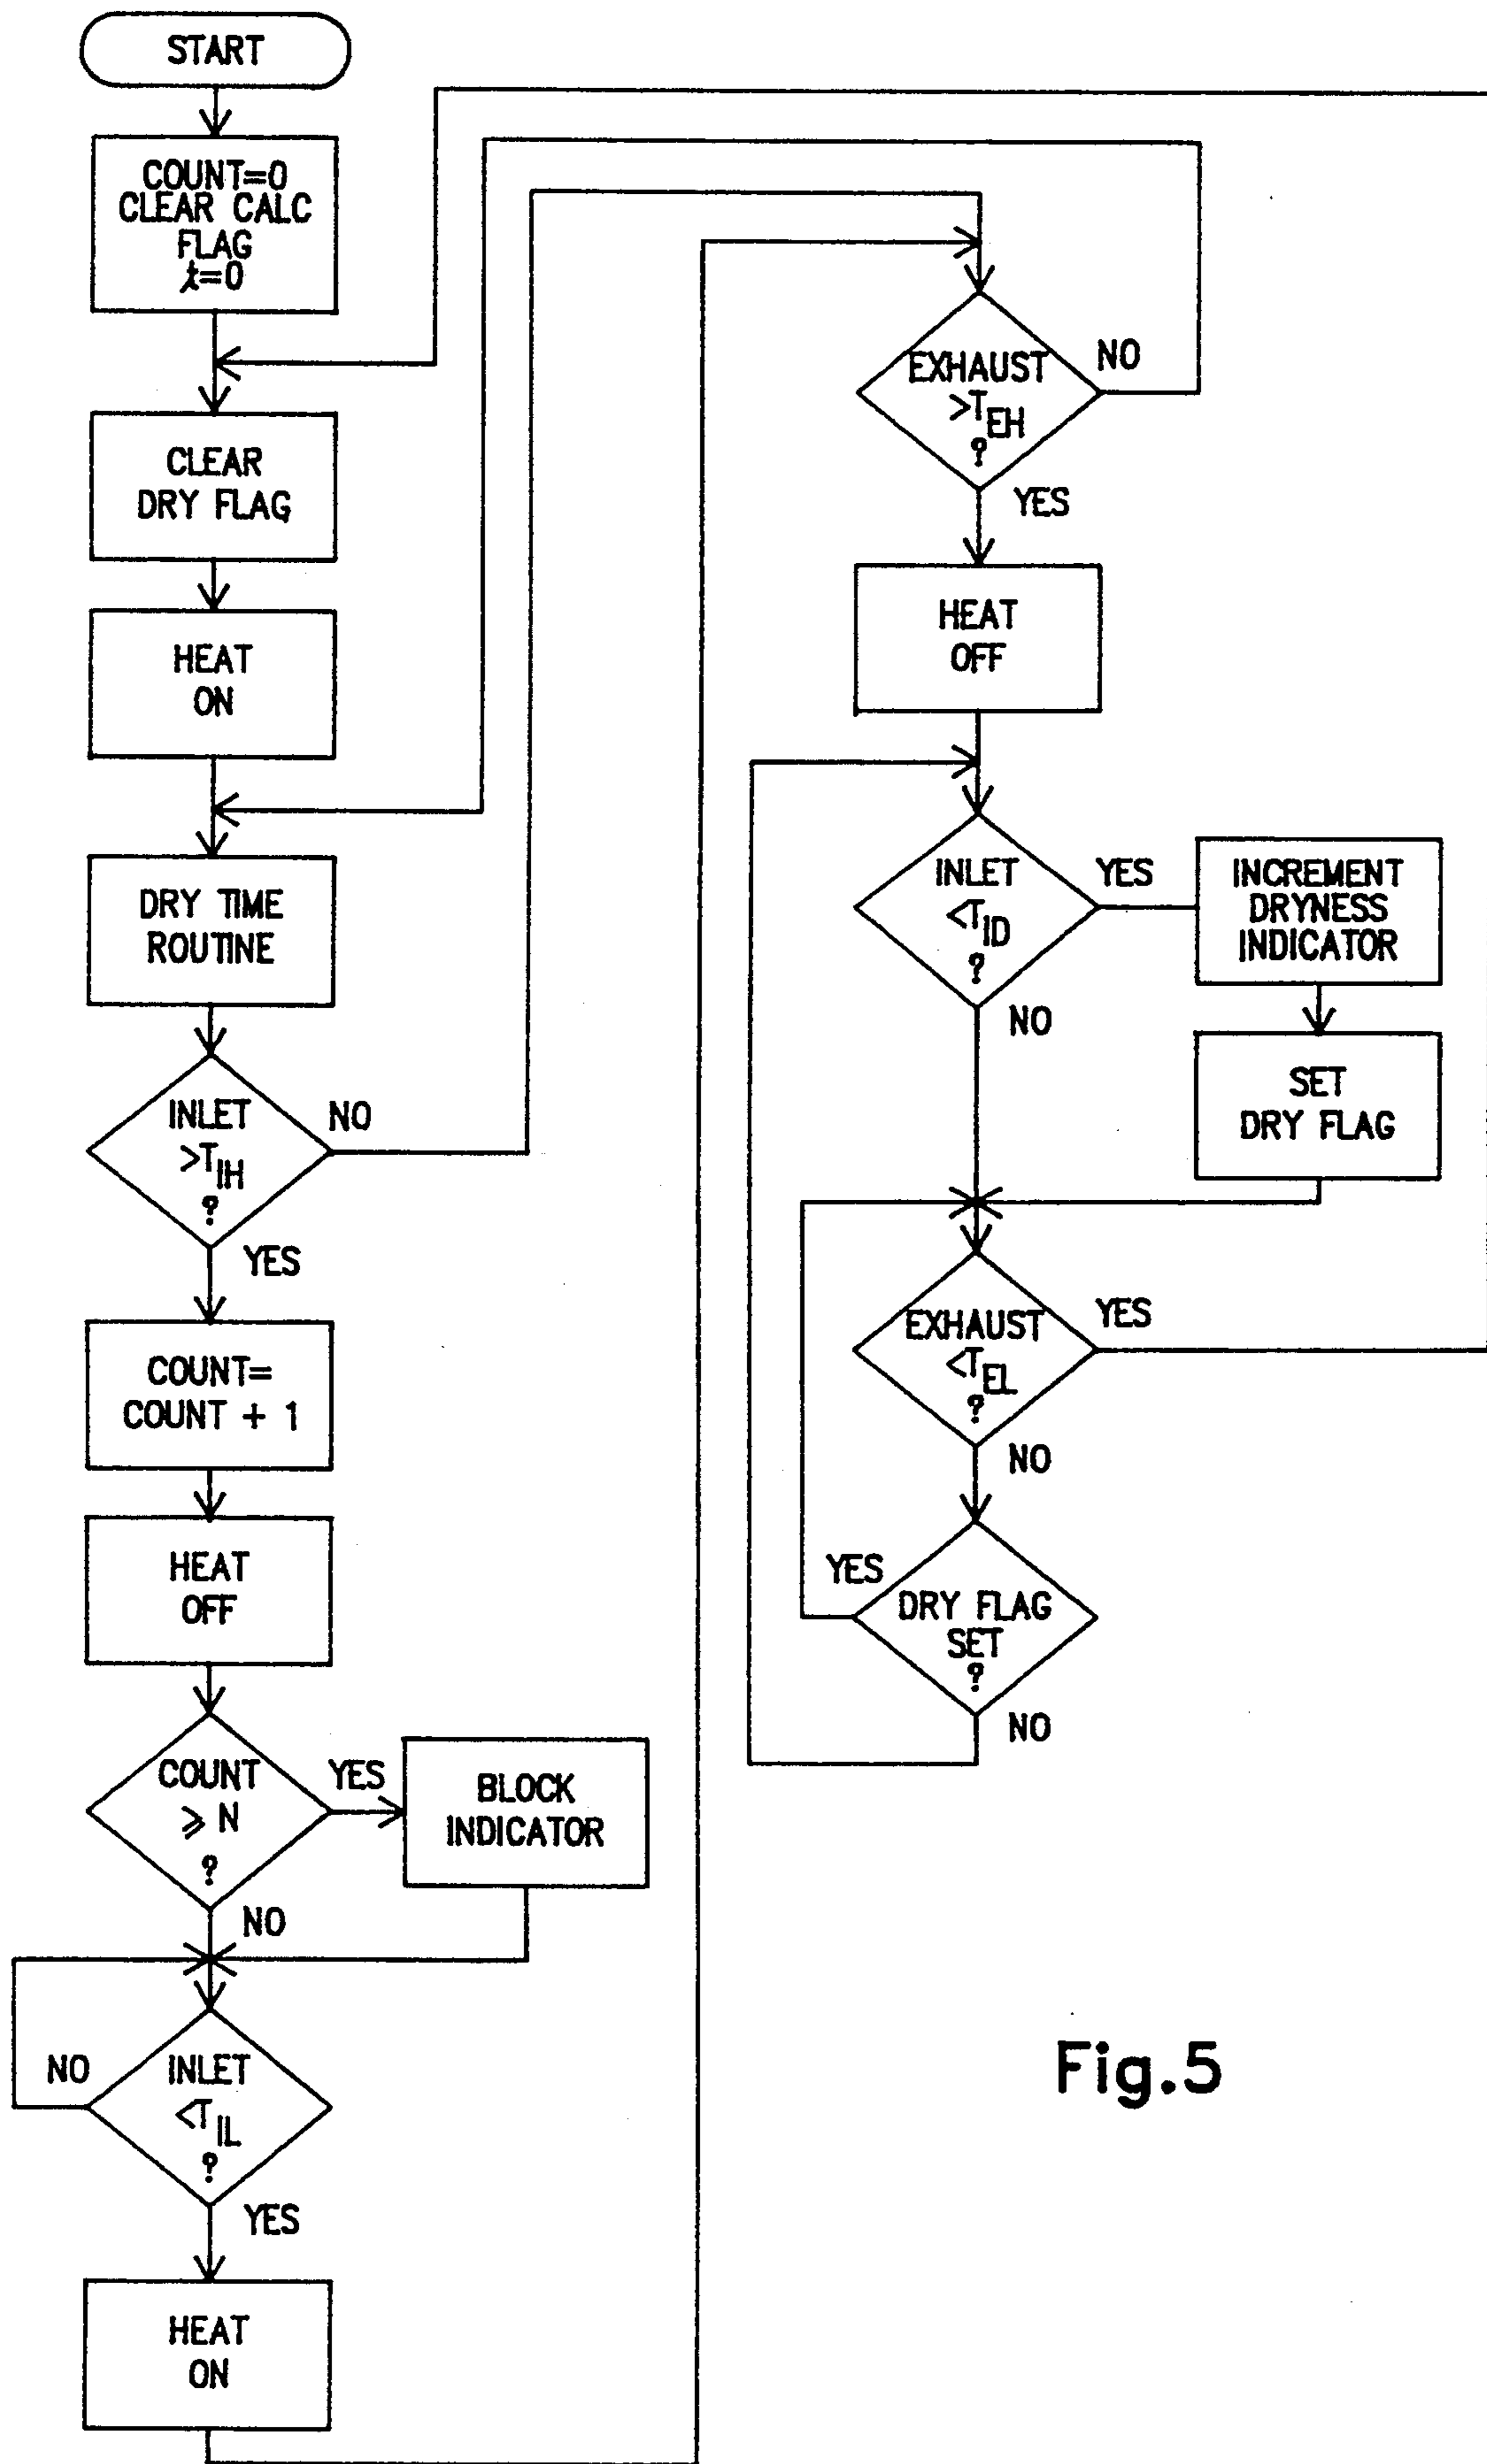 START
COUNT=0
CLEAR CALC
FLAG
t=0
CLEAR
DRY FLAG
HEAT
ON
DRY TIME
ROUTINE
INLET
>TIH
?
NO
YES
COUNT=
COUNT + 1
HEAT
OFF
COUNT
⩾ N
?
YES
NO
BLOCK
INDICATOR
INLET
<TIL
?
NO
YES
HEAT
ON
EXHAUST
>TEH
?
NO
YES
HEAT
OFF
INLET
<TID
?
YES
NO
INCREMENT
DRYNESS
INDICATOR
SET
DRY FLAG
EXHAUST
<TEL
?
YES
NO
DRY FLAG
SET
?
YES
NO
Fig.5